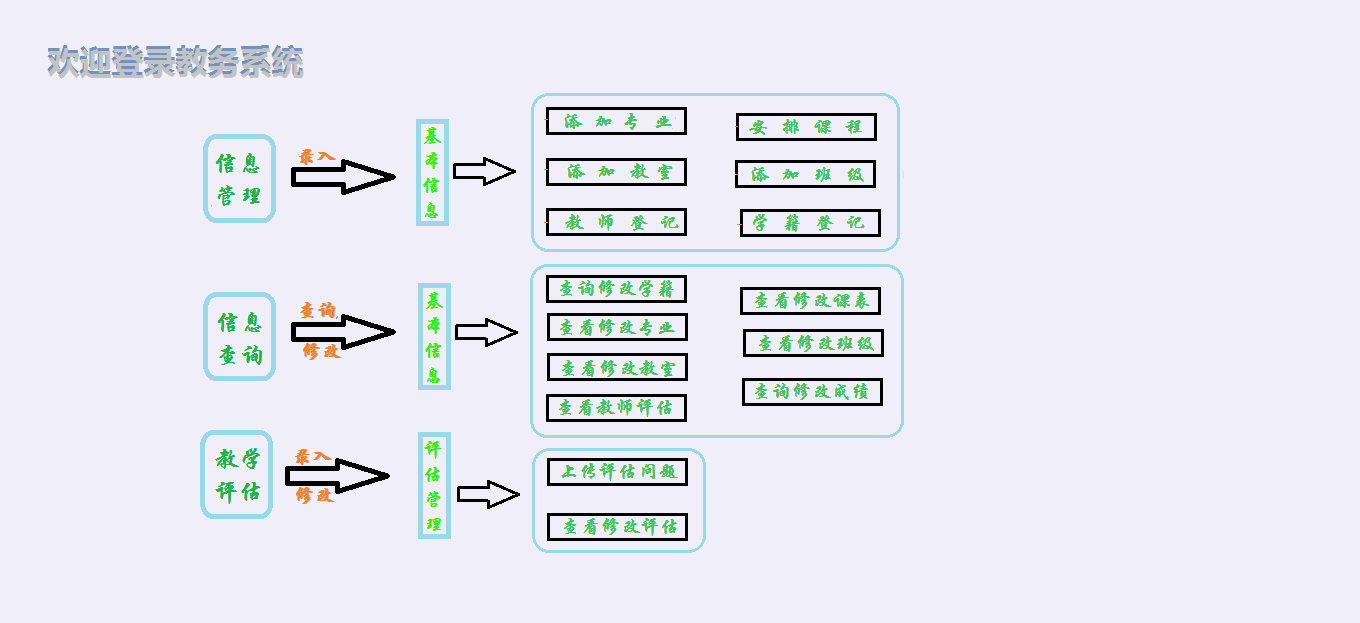 欢迎登录教务系统
信息
管理
录入
基本信息
添加专业
安排课程
添加教室
添加班级
教师登记
学籍登记
信息
查询
查询
修改
基本信息
查询修改学籍
查看修改课表
查看修改专业
查看修改班级
查看修改教室
查询修改成绩
查看教师评估
教学
评估
录入
修改
评估管理
上传评估问题
查看修改评估